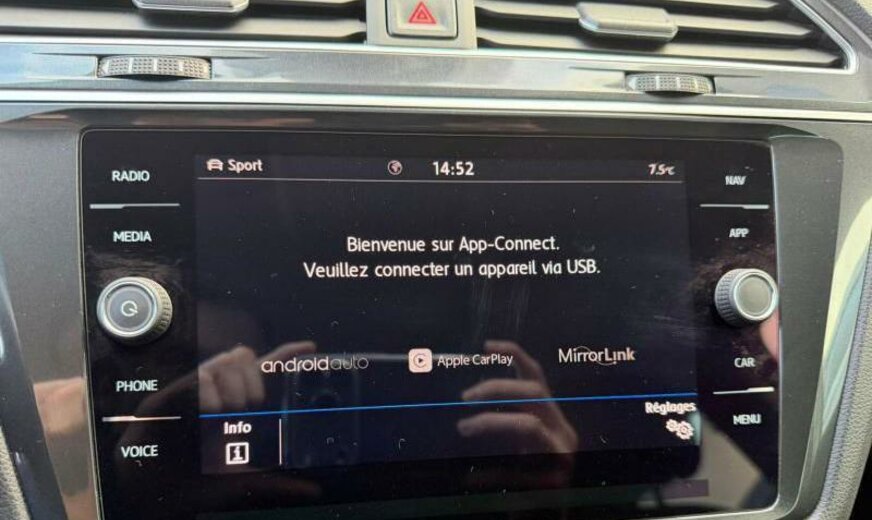 RADIO
MEDIA
PHONE
VOICE
Sport
14:52
7.5°C
Bienvenue sur App-Connect.
Veuillez connecter un appareil via USB.
androidauto
Apple CarPlay
MirrorLink
Info
Réglages
NAV
APP
CAR
MENU